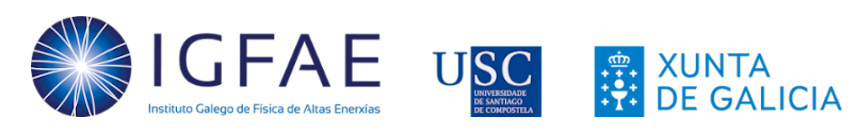 IGFAE
Instituto Galego de Física de Altas Enerxías
USC
UNIVERSIDADE
DE SANTIAGO
DE COMPOSTELA
XUNTA
DE GALICIA